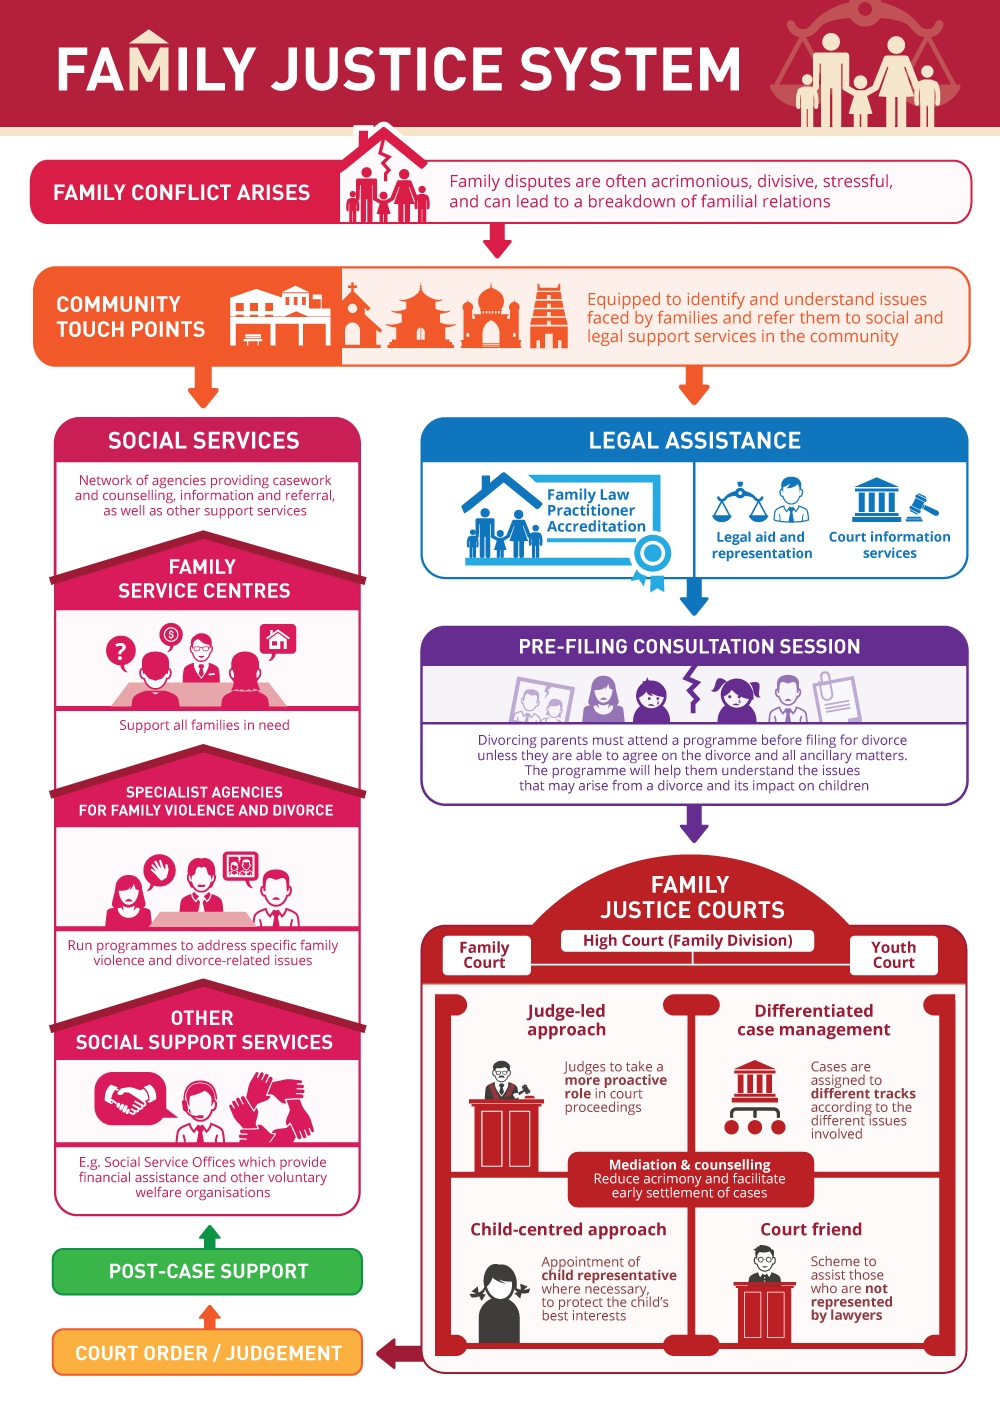 FAMILY JUSTICE SYSTEM
FAMILY CONFLICT ARISES
Family disputes are often acrimonious, divisive, stressful,
and can lead to a breakdown of familial relations
COMMUNITY
TOUCH POINTS
Equipped to identify and understand issues
faced by families and refer them to social and
legal support services in the community
SOCIAL SERVICES
Network of agencies providing casework
and counselling, information and referral,
as well as other support services
FAMILY
SERVICE CENTRES
?
$
Support all families in need
SPECIALIST AGENCIES
FOR FAMILY VIOLENCE AND DIVORCE
Run programmes to address specific family
violence and divorce-related issues
OTHER
SOCIAL SUPPORT SERVICES
E.g. Social Service Offices which provide
financial assistance and other voluntary
welfare organisations
POST-CASE SUPPORT
COURT ORDER / JUDGEMENT
LEGAL ASSISTANCE
Family Law
Practitioner
Accreditation
Legal aid and
representation
Court information
services
PRE-FILING CONSULTATION SESSION
Divorcing parents must attend a programme before filing for divorce
unless they are able to agree on the divorce and all ancillary matters.
The programme will help them understand the issues
that may arise from a divorce and its impact on children
FAMILY
JUSTICE COURTS
High Court (Family Division)
Family
Court
Youth
Court
Judge-led
approach
Judges to take a
more proactive
role in court
proceedings
Differentiated
case management
Cases are
assigned to
different tracks
according to the
different issues
involved
Mediation & counselling
Reduce acrimony and facilitate
early settlement of cases
Child-centred approach
Appointment of
child representative
where necessary,
to protect the child's
best interests
Court friend
Scheme to
assist those
who are not
represented
by lawyers